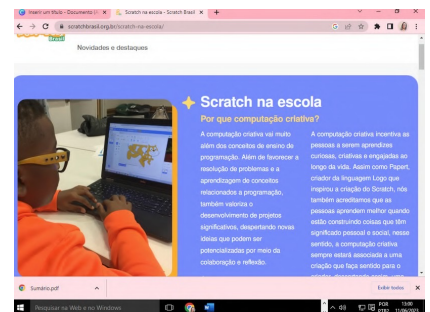 Inserir um título - Documento
Scratch na escola - Scratch Brasil
scratchbrasil.org.br/scratch-na-escola/
Brasil
Novidades e destaques
Scratch na escola
Por que computação criativa?
A computação criativa vai muito
além dos conceitos de ensino de
programação. Além de favorecer a
resolução de problemas e a
aprendizagem de conceitos
relacionados a programação,
também valoriza o
desenvolvimento de projetos
significativos, despertando novas
ideias que podem ser
potencializadas por meio da
colaboração e reflexão.
A computação criativa incentiva as
pessoas a serem aprendizes
curiosas, criativas e engajadas ao
longo da vida. Assim como Papert,
criador da linguagem Logo que
inspirou a criação do Scratch, nós
também acreditamos que as
pessoas aprendem melhor quando
estão construindo coisas que têm
significado pessoal e social, nesse
sentido, a computação criativa
sempre estará associada a uma
criação que faça sentido para o
Sumário.pdf
Exibir todos
Pesquisar na Web e no Windows
POR
13:00
PTB2
11/06/2023